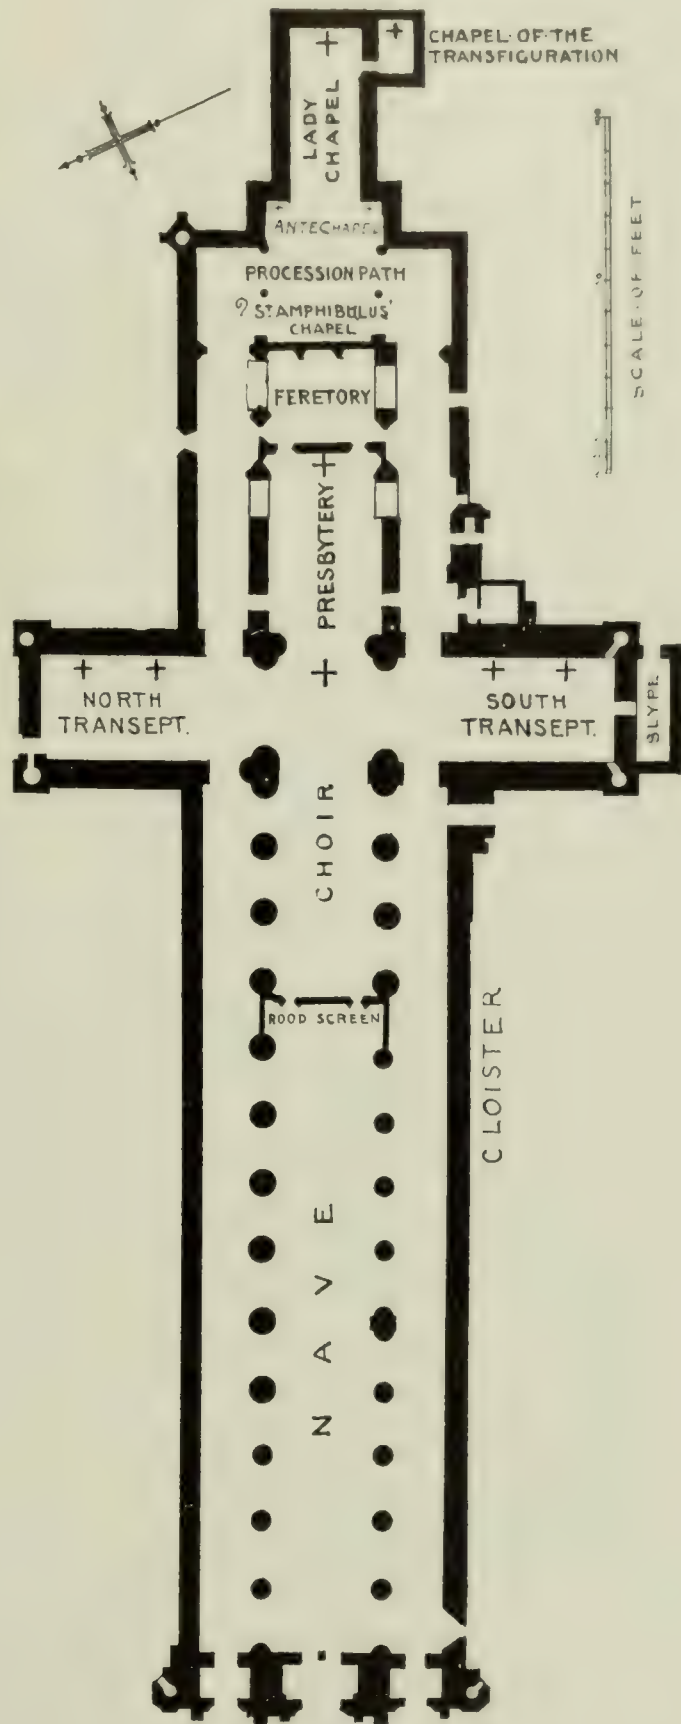 CHAPEL·OF·THE
TRANSFIGURATION
LADY
CHAPEL
ANTECHAPEL
PROCESSION PATH
? ST AMPHIBULUS'
CHAPEL
FERETORY
PRESBYTERY
SCALE·OF·FEET
NORTH
TRANSEPT.
SOUTH
TRANSEPT.
SLYPE
CHOIR
ROOD SCREEN
CLOISTER
NAVE